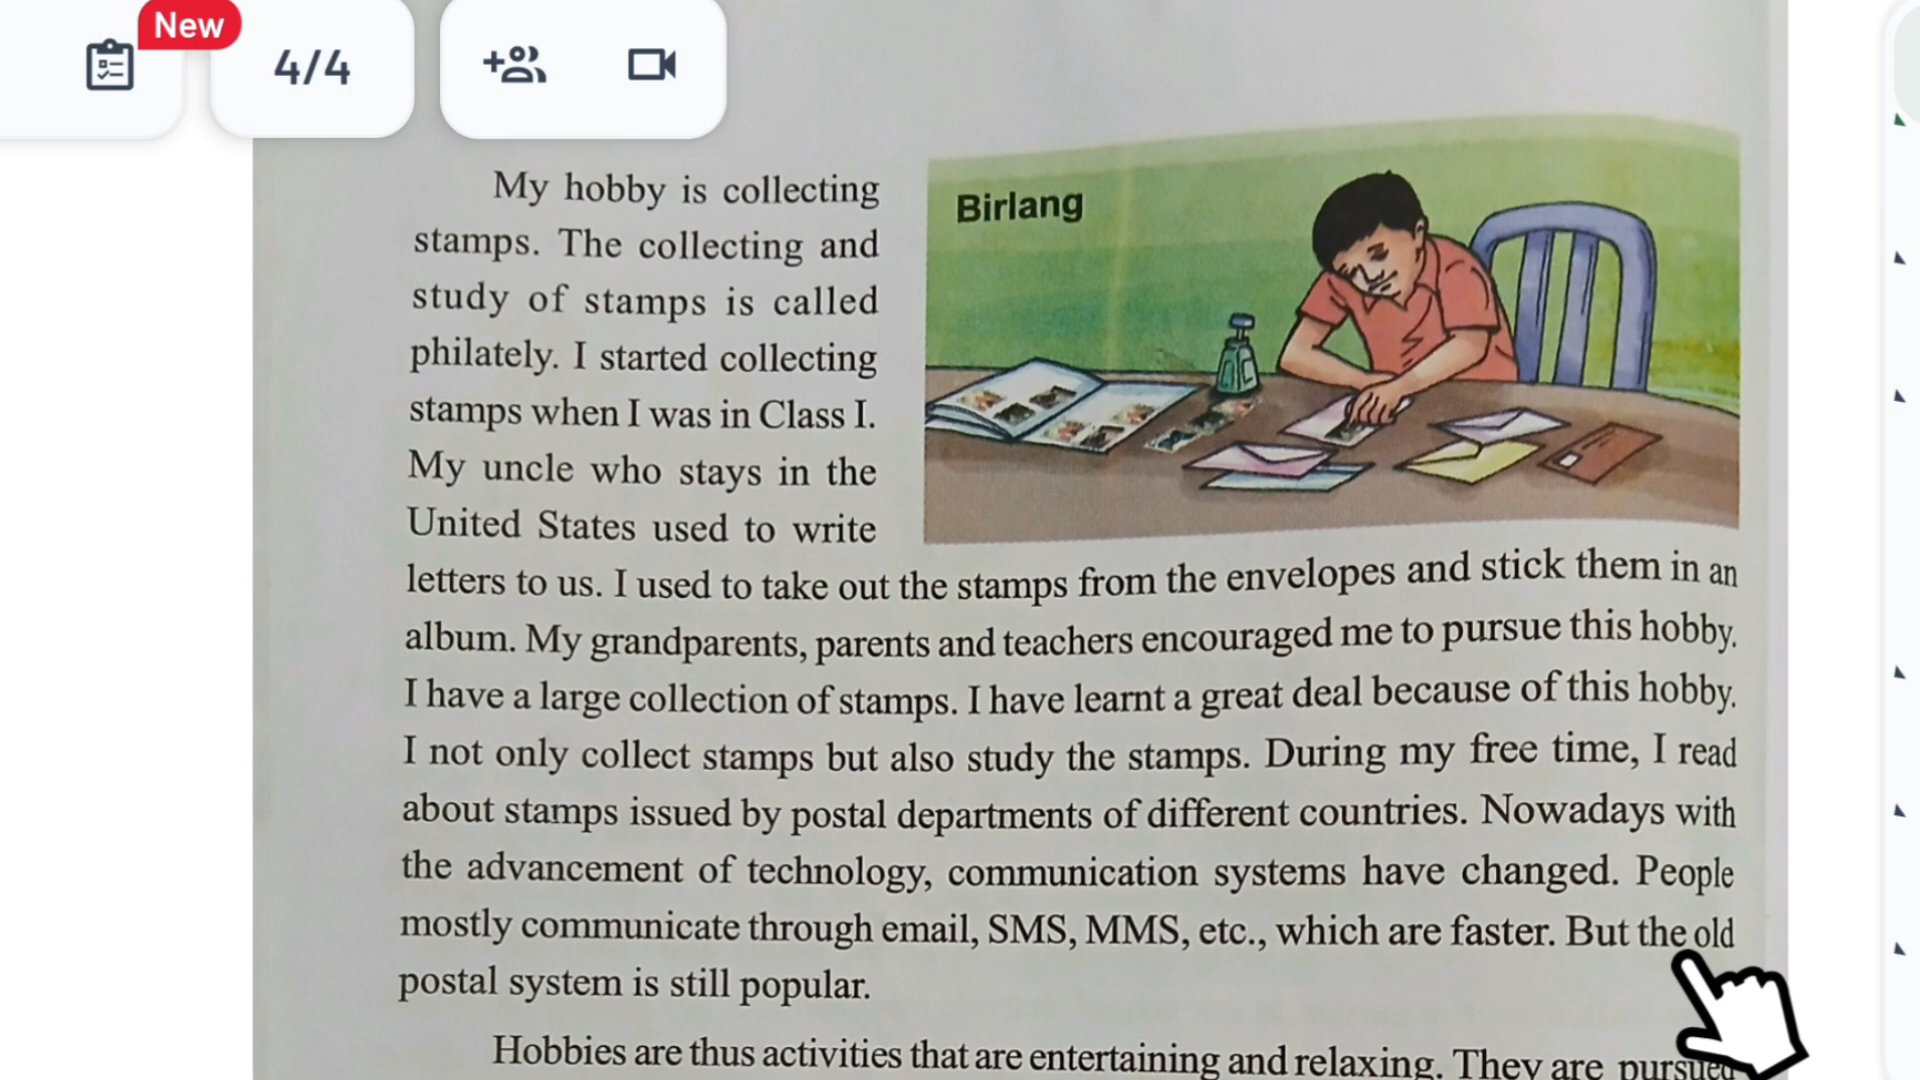 New
4/4
Birlang
My hobby is collecting
stamps. The collecting and
study of stamps is called
philately. I started collecting
stamps when I was in Class I.
My uncle who stays in the
United States used to write
letters to us. I used to take out the stamps from the envelopes and stick them in an
album. My grandparents, parents and teachers encouraged me to pursue this hobby.
I have a large collection of stamps. I have learnt a great deal because of this hobby.
I not only collect stamps but also study the stamps. During my free time, I read
about stamps issued by postal departments of different countries. Nowadays with
the advancement of technology, communication systems have changed. People
mostly communicate through email, SMS, MMS, etc., which are faster. But the old
postal system is still popular.
Hobbies are thus activities that are entertaining and relaxing. They are pursued